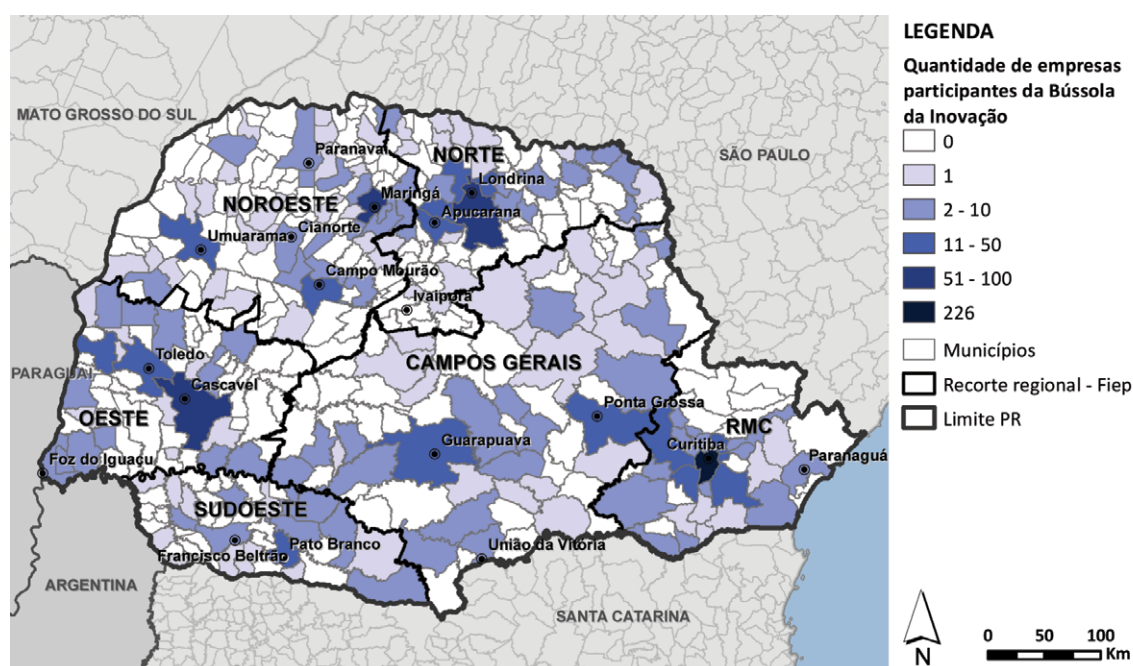 MATO GROSSO DO SUL
SÃO PAULO
PARAGUAI
ARGENTINA
SANTA CATARINA
NOROESTE
NORTE
CAMPOS GERAIS
OESTE
SUDOESTE
RMC
Paranavaí
Londrina
Maringá
Apucarana
Cianorte
Umuarama
Campo Mourão
Ivaiporã
Toledo
Cascavel
Ponta Grossa
Guarapuava
Curitiba
Paranaguá
Foz do Iguaçu
Francisco Beltrão
Pato Branco
União da Vitória
LEGENDA
Quantidade de empresas
participantes da Bússola
da Inovação
0
1
2 - 10
11 - 50
51 - 100
226
Municípios
Recorte regional - Fiep
Limite PR
N
0 50 100
Km